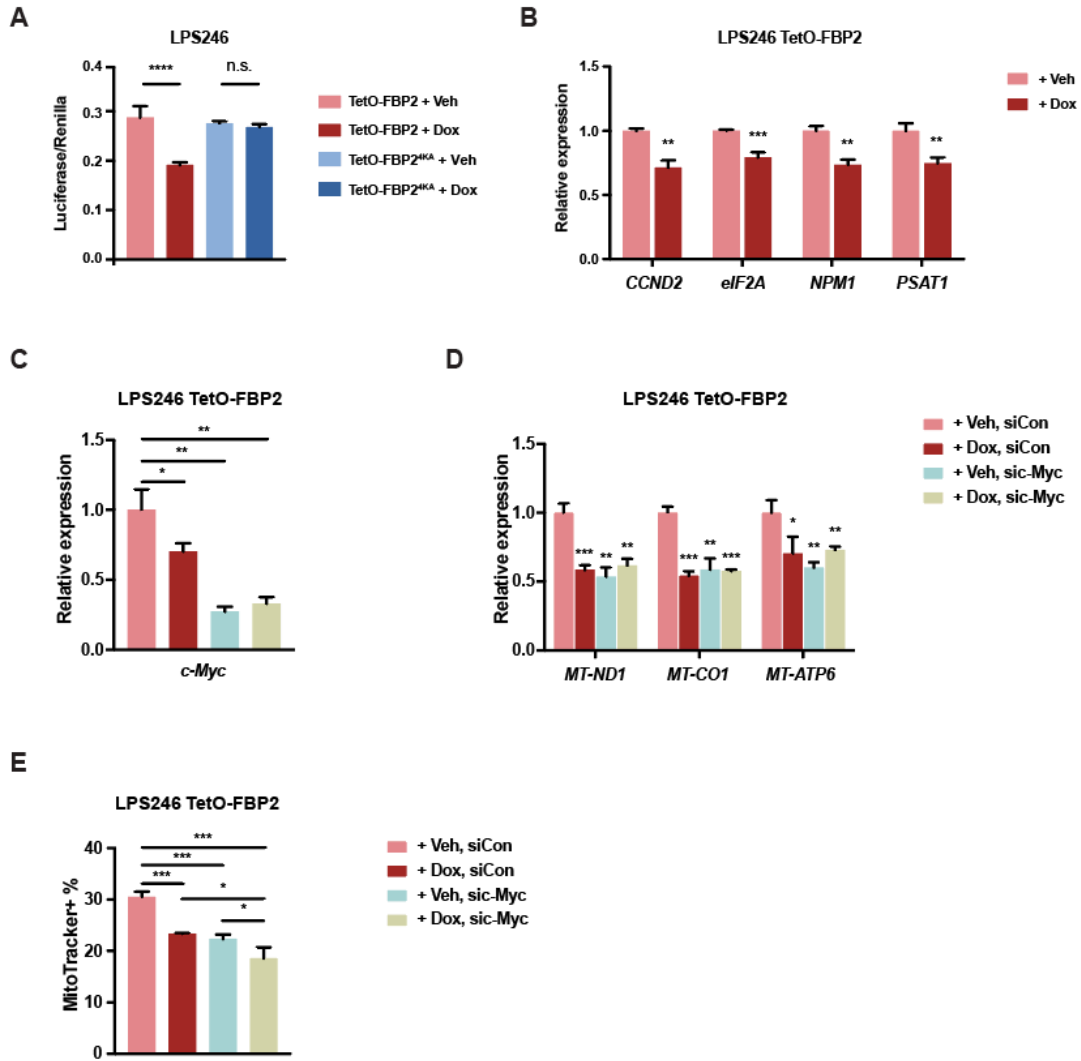 A
LPS246
Luciferase/Renilla
0.4
0.3
0.2
0.1
0.0
****
n.s.
TetO-FBP2 + Veh
TetO-FBP2 + Dox
TetO-FBP2⁴ᴷᴬ + Veh
TetO-FBP2⁴ᴷᴬ + Dox
B
LPS246 TetO-FBP2
Relative expression
1.5
1.0
0.5
0.0
** *** ** **
CCND2 eIF2A NPM1 PSAT1
+ Veh
+ Dox
C
LPS246 TetO-FBP2
Relative expression
1.5
1.0
0.5
0.0
**
**
*
c-Myc
D
LPS246 TetO-FBP2
Relative expression
1.5
1.0
0.5
0.0
*** ** ** *** ** *** * ** **
MT-ND1 MT-CO1 MT-ATP6
+ Veh, siCon
+ Dox, siCon
+ Veh, sic-Myc
+ Dox, sic-Myc
E
LPS246 TetO-FBP2
MitoTracker+ %
40
30
20
10
0
***
***
***
*
*
+ Veh, siCon
+ Dox, siCon
+ Veh, sic-Myc
+ Dox, sic-Myc